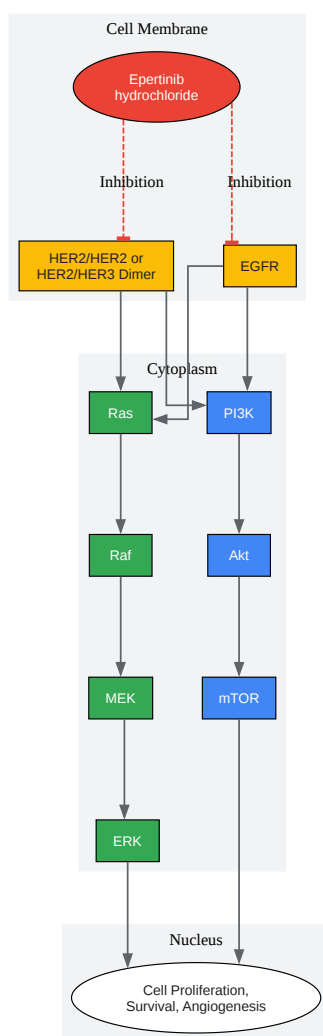 Cell Membrane
Epertinib
hydrochloride
Inhibition
Inhibition
HER2/HER2 or
HER2/HER3 Dimer
EGFR
Cytoplasm
Ras
PI3K
Raf
Akt
MEK
mTOR
ERK
Nucleus
Cell Proliferation,
Survival, Angiogenesis